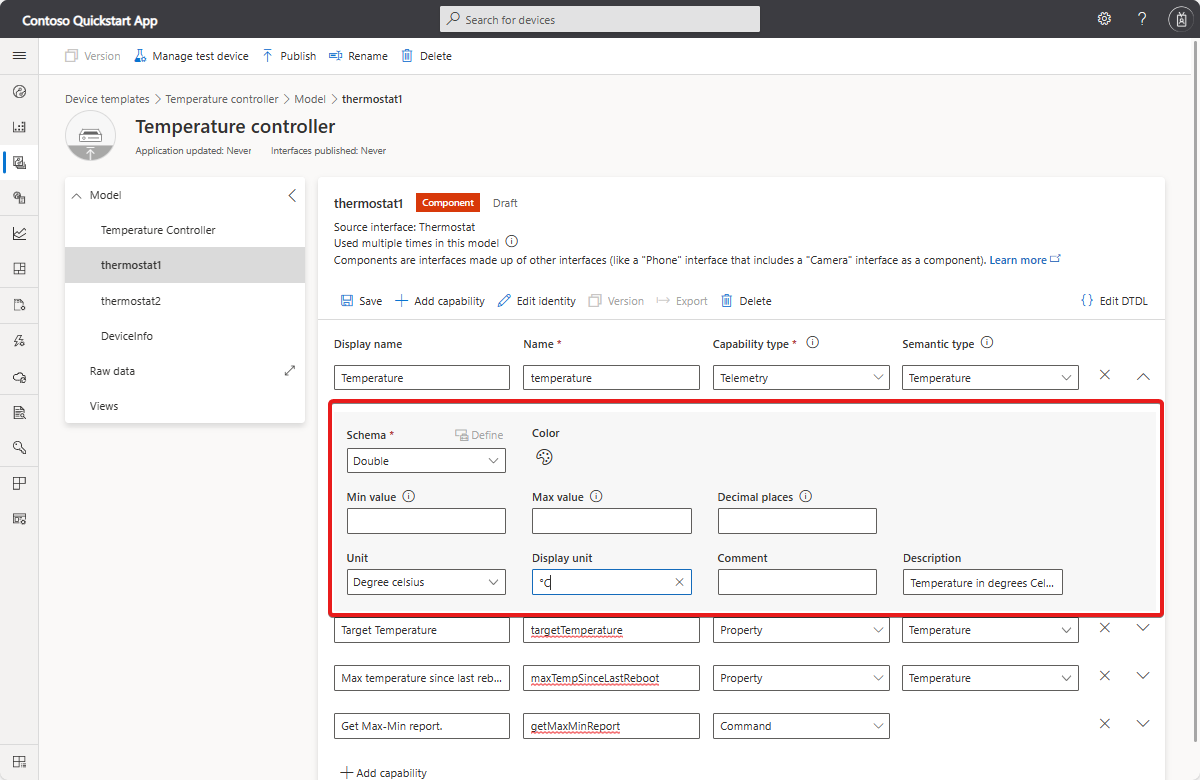 Contoso Quickstart App
Search for devices
?
Version Manage test device Publish Rename Delete
Device templates > Temperature controller > Model > thermostat1
Temperature controller
Application updated: Never Interfaces published: Never
Model
Temperature Controller
thermostat1
thermostat2
DeviceInfo
Raw data
Views
thermostat1 Component Draft
Source interface: Thermostat
Used multiple times in this model
Components are interfaces made up of other interfaces (like a "Phone" interface that includes a "Camera" interface as a component). Learn more
Save Add capability Edit identity Version Export Delete {} Edit DTDL
Display name Name * Capability type * Semantic type
Temperature temperature Telemetry Temperature
Schema * Define Color
Double
Min value Max value Decimal places
Unit Display unit Comment Description
Degree celsius °C Temperature in degrees Cel...
Target Temperature targetTemperature Property Temperature
Max temperature since last reb... maxTempSinceLastReboot Property Temperature
Get Max-Min report. getMaxMinReport Command
Add capability